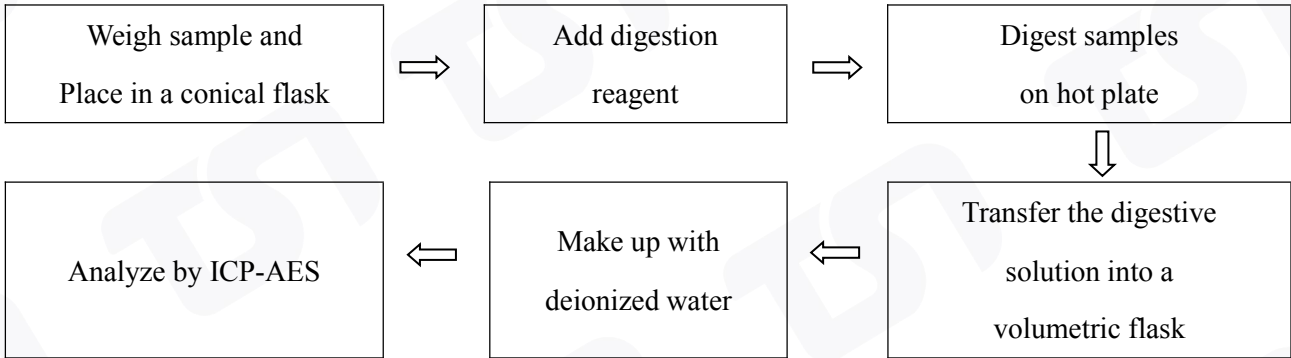 Weigh sample and
Place in a conical flask
Add digestion
reagent
Digest samples
on hot plate
Transfer the digestive
solution into a
volumetric flask
Make up with
deionized water
Analyze by ICP-AES